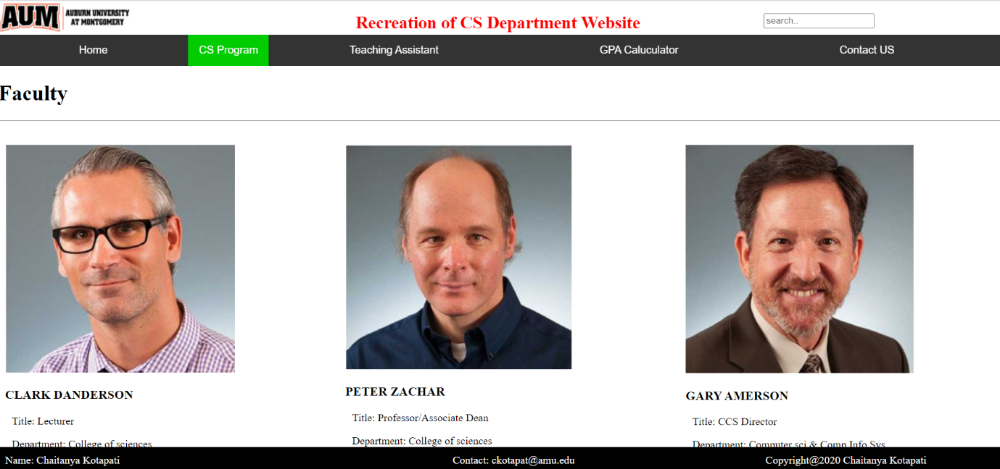 AUM AUBURN UNIVERSITY
AT MONTGOMERY
Recreation of CS Department Website
search..
Home CS Program Teaching Assistant GPA Caluculator Contact US
Faculty
CLARK DANDERSON
Title: Lecturer
Department: College of sciences
PETER ZACHAR
Title: Professor/Associate Dean
Department: College of sciences
GARY AMERSON
Title: CCS Director
Department: Computer sci & Comp Info Sys
Name: Chaitanya Kotapati Contact: ckotapat@amu.edu Copyright@2020 Chaitanya Kotapati